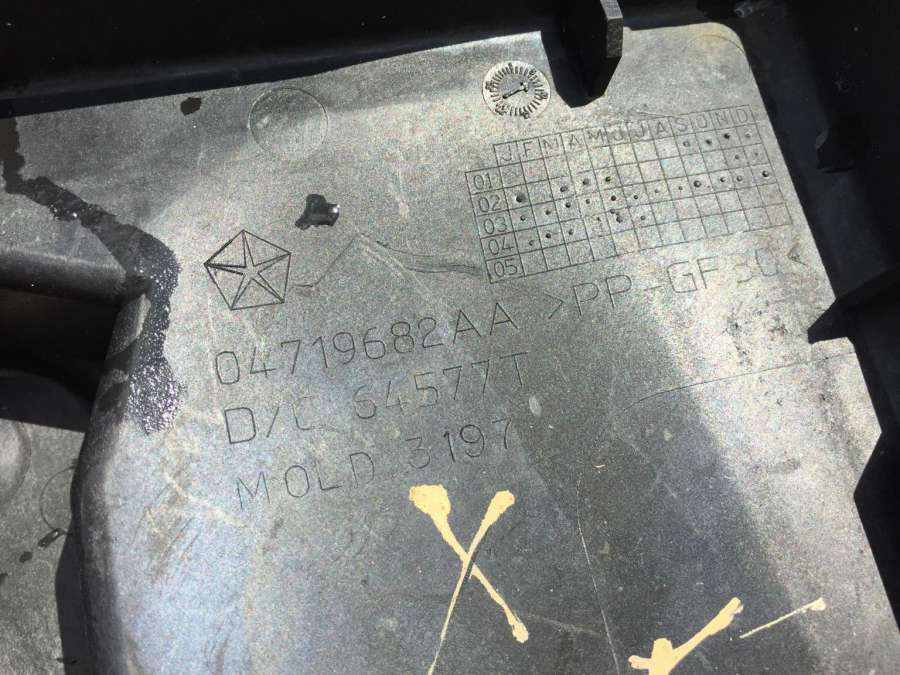 J F M A M J J A S O N D
01
02
03
04
05
04719682AA >PP-GF30<
D/C 64577T
MOLD 3197